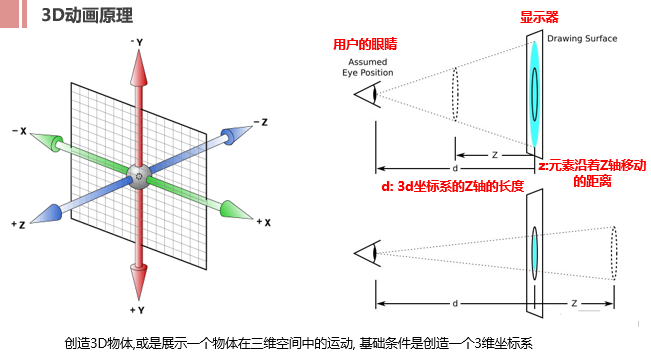 3D动画原理
显示器
用户的眼睛
Drawing Surface
Assumed
Eye Position
Z
d
z:元素沿着Z轴移动
的距离
d: 3d坐标系的Z轴的长度
d
Z
-Y
-X
-Z
+Z
+X
+Y
创造3D物体,或是展示一个物体在三维空间中的运动, 基础条件是创造一个3维坐标系